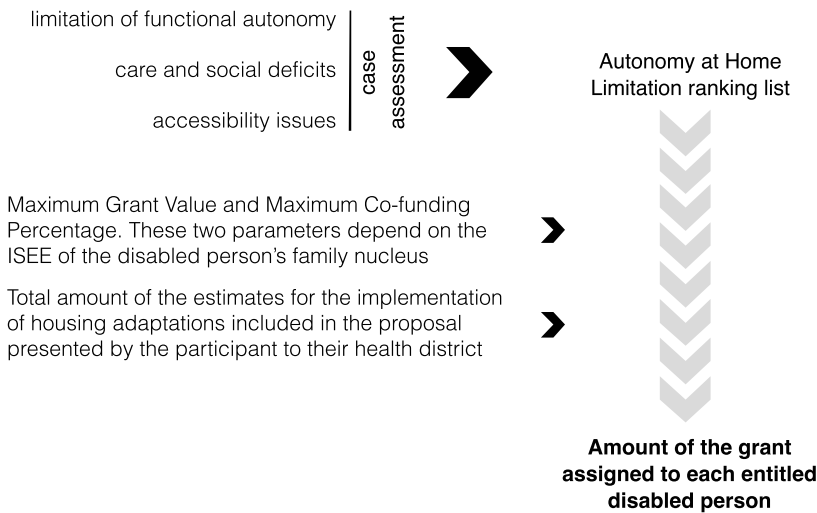 limitation of functional autonomy
care and social deficits
accessibility issues
case
assessment
Autonomy at Home
Limitation ranking list
Maximum Grant Value and Maximum Co-funding
Percentage. These two parameters depend on the
ISEE of the disabled person's family nucleus
Total amount of the estimates for the implementation
of housing adaptations included in the proposal
presented by the participant to their health district
Amount of the grant
assigned to each entitled
disabled person